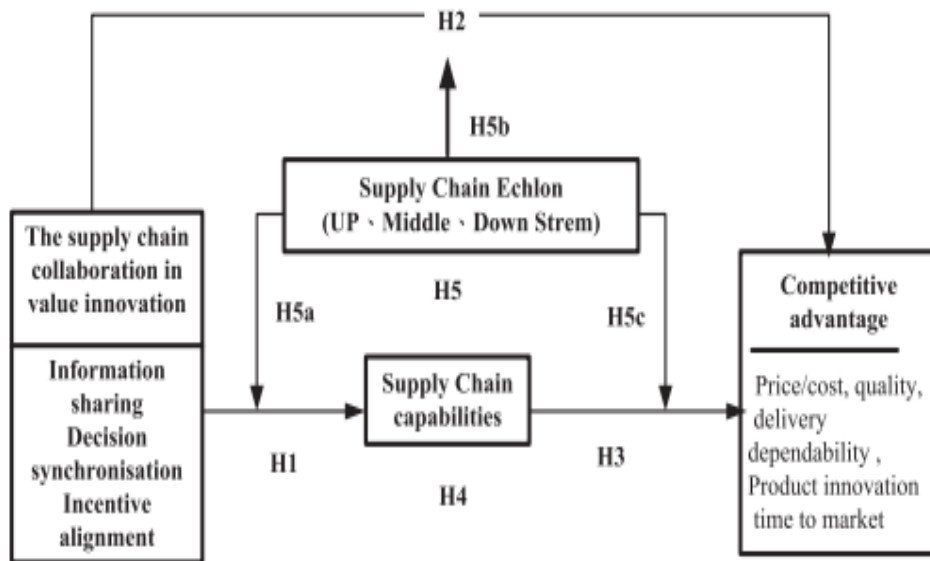 H2
H5b
Supply Chain Echlon
(UP、Middle、Down Strem)
The supply chain
collaboration in
value innovation
H5
Competitive
advantage
H5a
H5c
Information
sharing
Decision
synchronisation
Incentive
alignment
Supply Chain
capabilities
Price/cost, quality,
delivery
dependability ,
Product innovation
time to market
H1
H3
H4